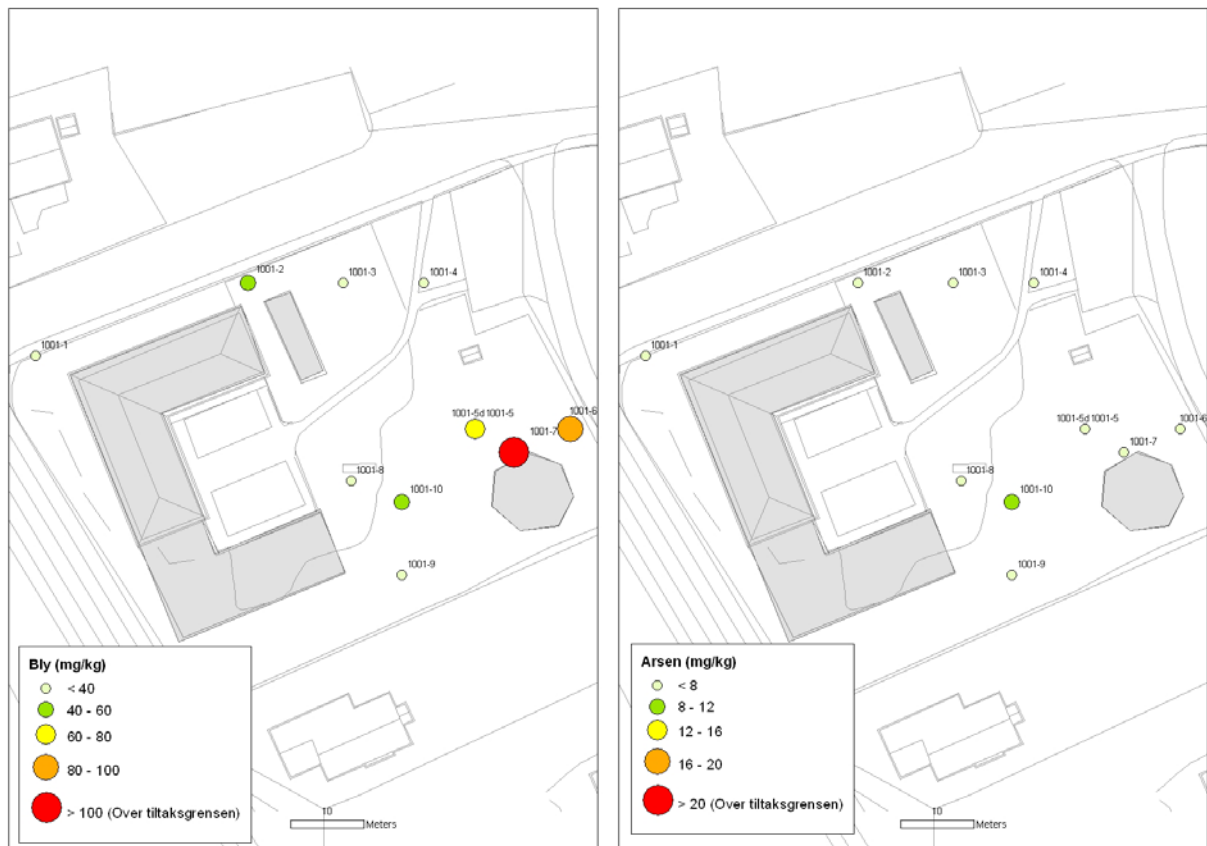 1001-2
1001-3
1001-4
1001-1
1001-5d 1001-5
1001-6
1001-7
1001-8
1001-10
1001-9
Bly (mg/kg)
< 40
40 - 60
60 - 80
80 - 100
> 100 (Over tiltaksgrensen)
10
Meters
1001-2
1001-3
1001-4
1001-1
1001-5d 1001-5
1001-6
1001-7
1001-8
1001-10
1001-9
Arsen (mg/kg)
< 8
8 - 12
12 - 16
16 - 20
> 20 (Over tiltaksgrensen)
10
Meters